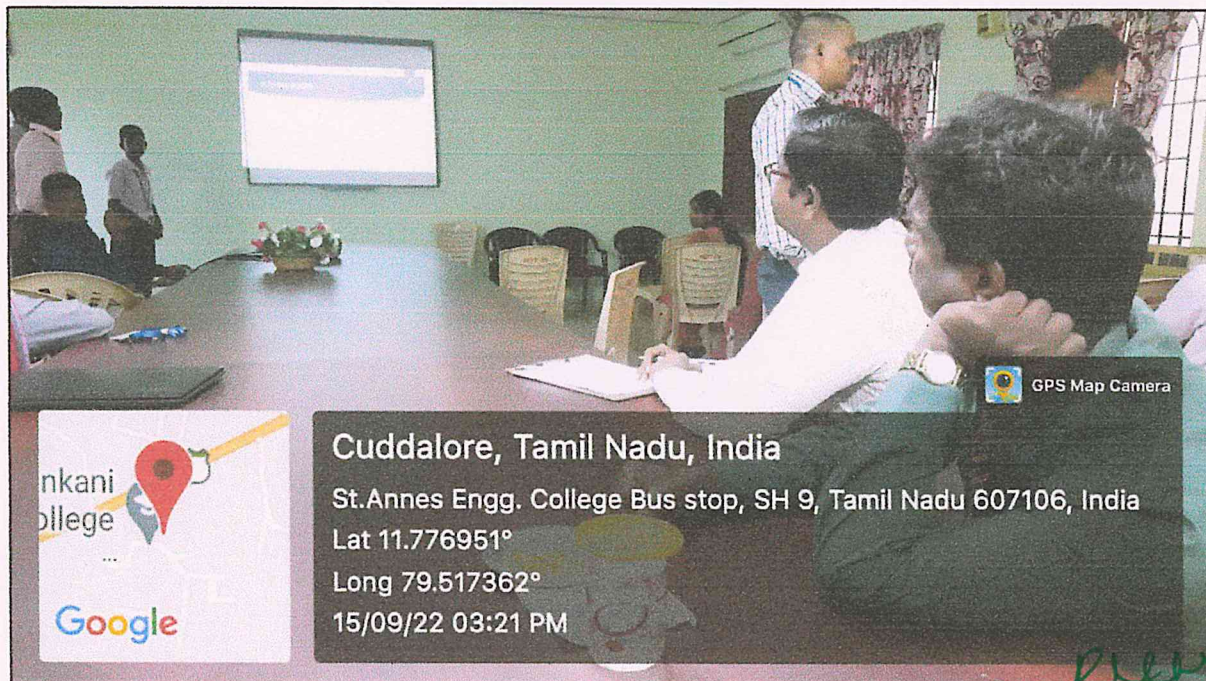 GPS Map Camera
Cuddalore, Tamil Nadu, India
St.Annes Engg. College Bus stop, SH 9, Tamil Nadu 607106, India
Lat 11.776951°
Long 79.517362°
15/09/22 03:21 PM
nkani
ollege
...
Google